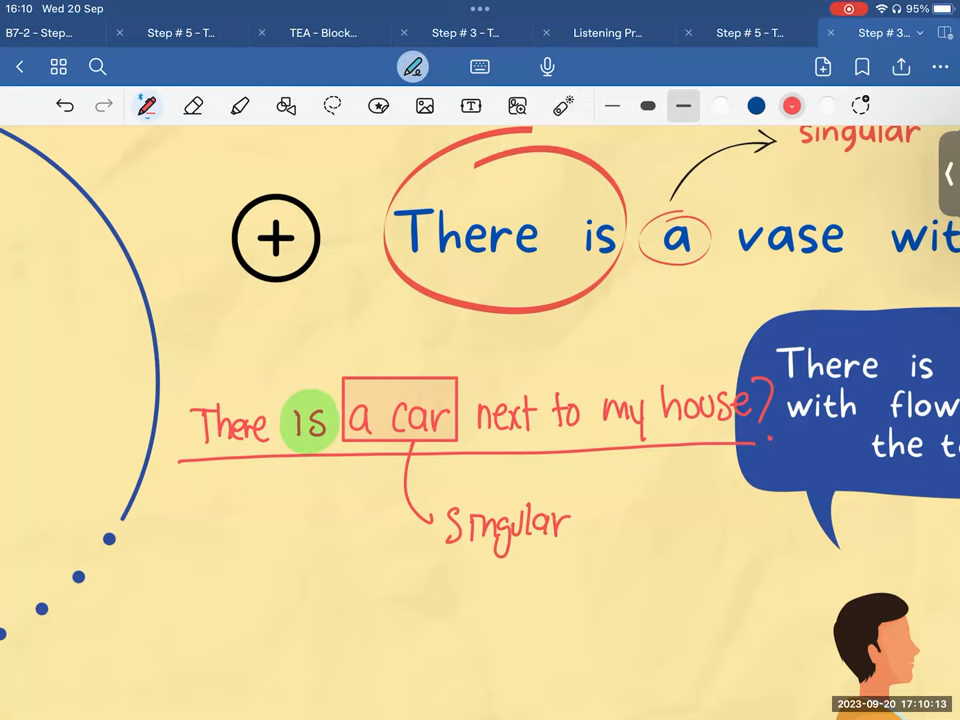 16:10 Wed 20 Sep
95%
B7-2 - Step...
Step # 5 - T...
TEA - Block...
Step # 3 - T...
Listening Pr...
Step # 5 - T...
Step # 3...
T
singular
There is a vase wit
There is a car next to my house?
singular
There is
with flow
the t
2023-09-20 17:10:13